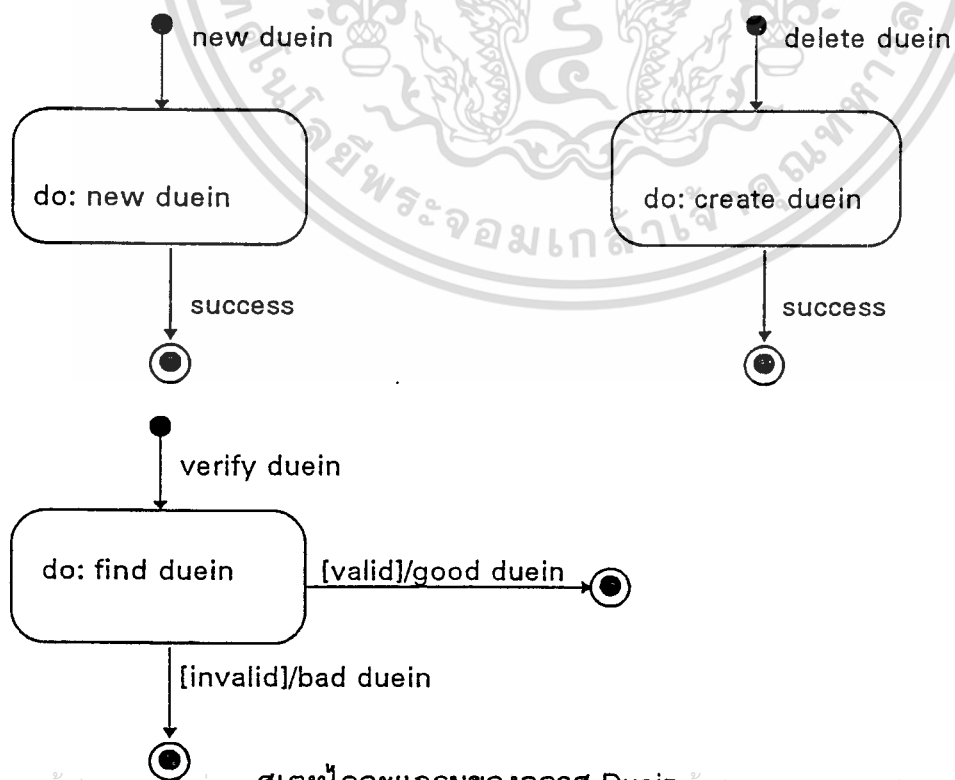 new duein
delete duein
do: new duein
do: create duein
success
success
verify duein
do: find duein
[valid]/good duein
[invalid]/bad duein
Duein